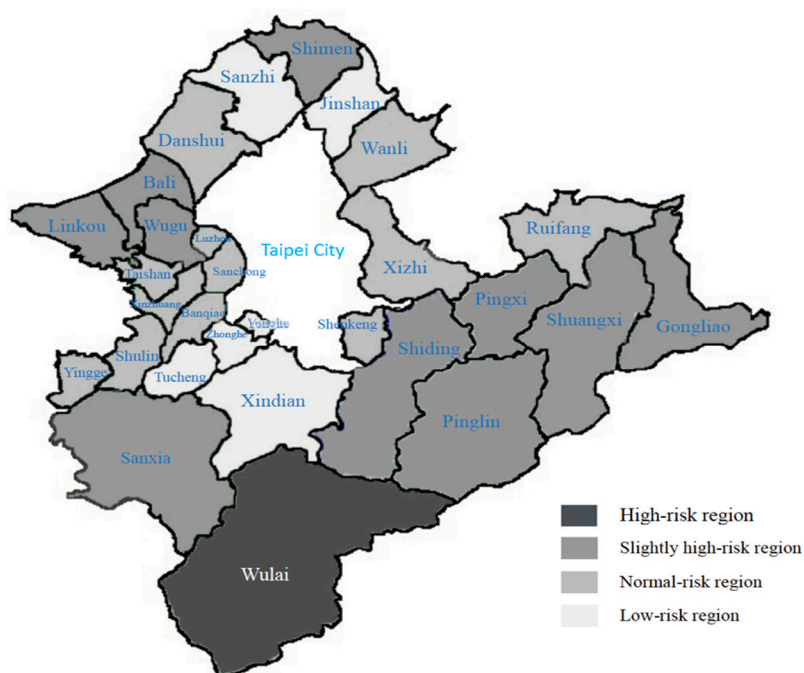 Shimen
Sanzhi
Jinshan
Danshui
Wanli
Bali
Linkou
Wugu
Ruifang
Luzhou
Taipei City
Taishan
Sanchong
Xizhi
Xinzhuang
Banqiao
Pingxi
Yonghe
Shenkeng
Shuangxi
Gongliao
Zhonghe
Shulin
Shiding
Yingge
Tucheng
Xindian
Pinglin
Sanxia
Wulai
High-risk region
Slightly high-risk region
Normal-risk region
Low-risk region